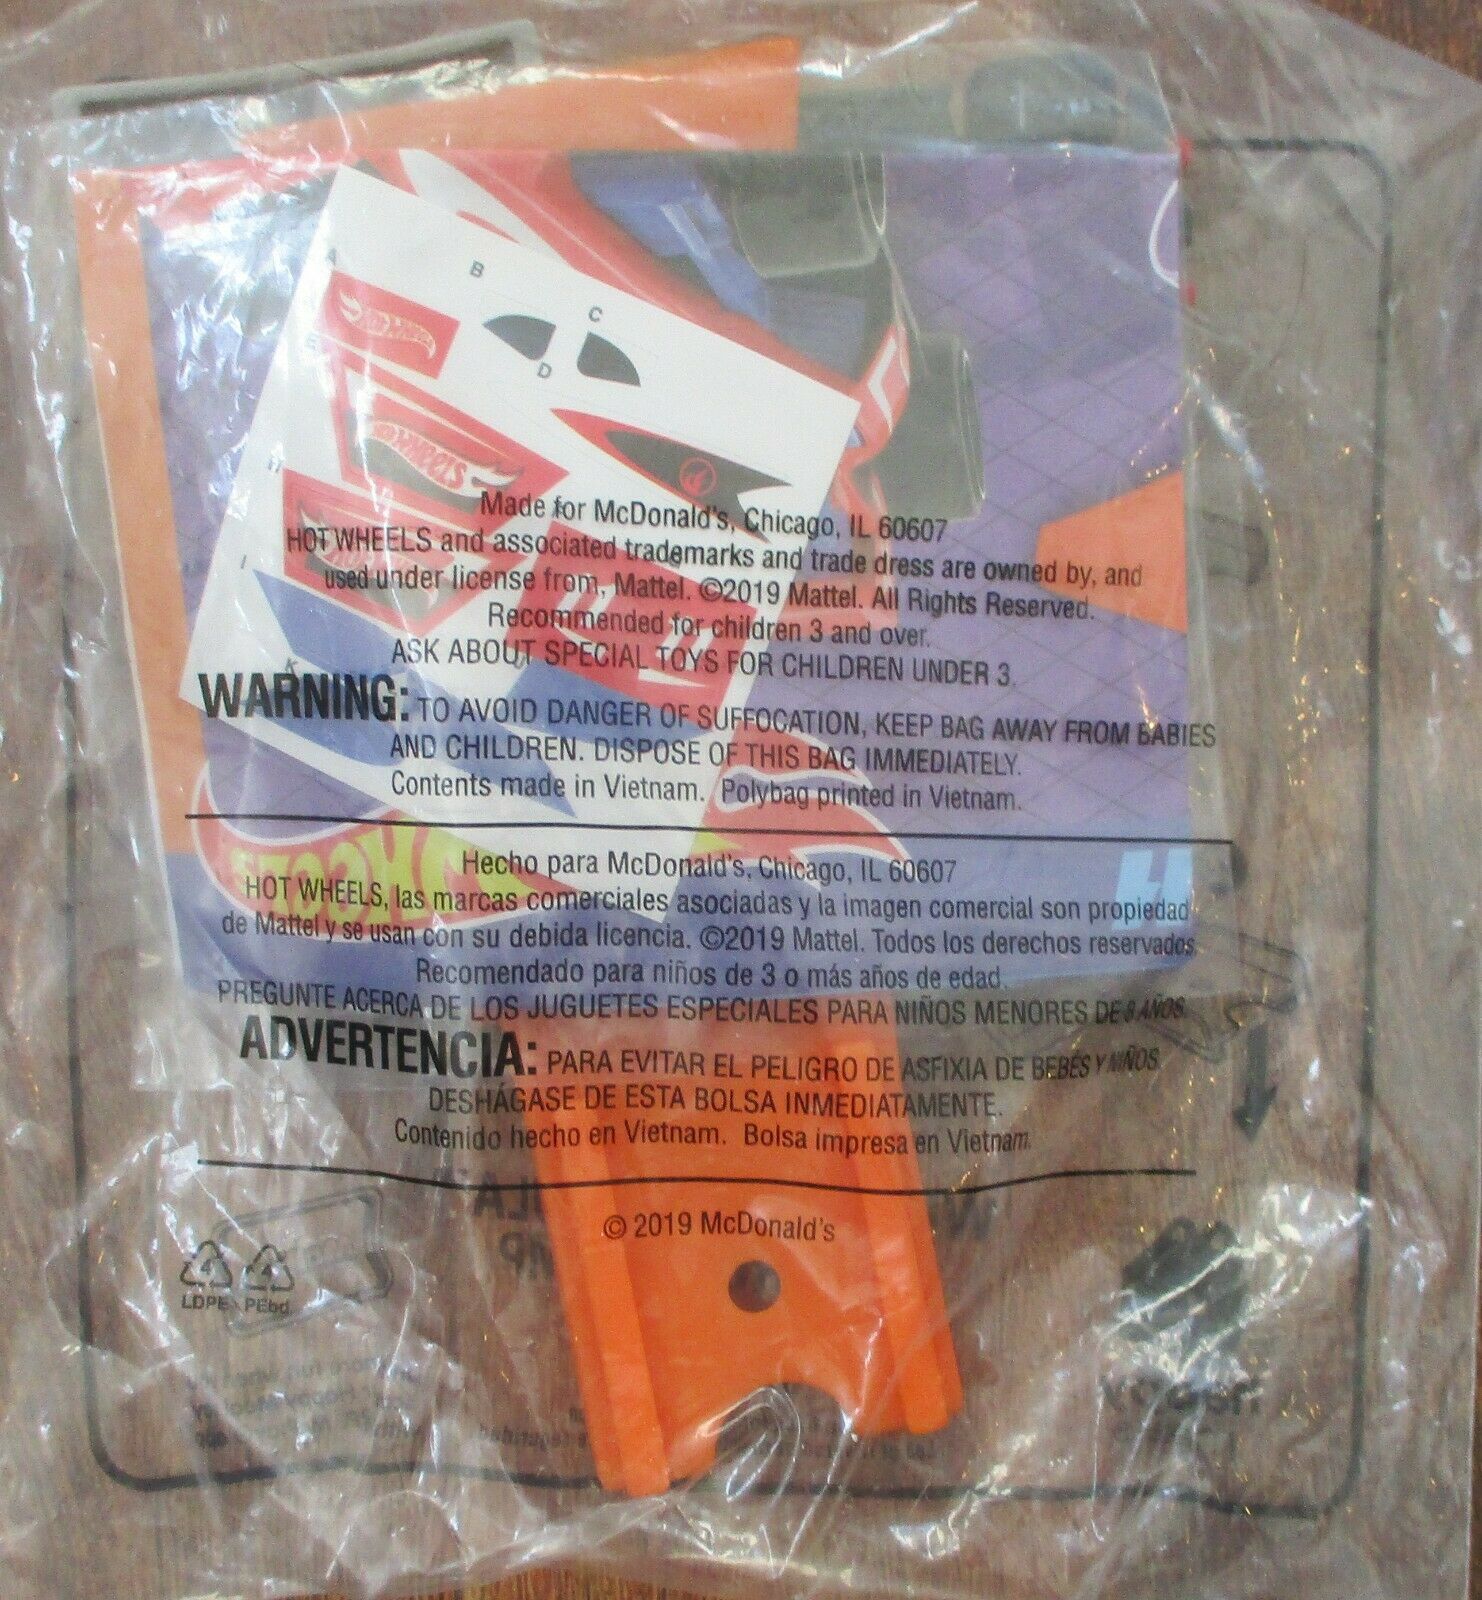 A
B
C
HOT WHEELS
E
D
HOT WHEELS
H
Made for McDonald's, Chicago, IL 60607
HOT WHEELS and associated trademarks and trade dress are owned by, and
used under license from, Mattel. ©2019 Mattel. All Rights Reserved.
Recommended for children 3 and over.
ASK ABOUT SPECIAL TOYS FOR CHILDREN UNDER 3.
I
K
WARNING: TO AVOID DANGER OF SUFFOCATION, KEEP BAG AWAY FROM BABIES
AND CHILDREN. DISPOSE OF THIS BAG IMMEDIATELY.
Contents made in Vietnam. Polybag printed in Vietnam.
Hecho para McDonald's, Chicago, IL 60607
HOT WHEELS, las marcas comerciales asociadas y la imagen comercial son propiedad
de Mattel y se usan con su debida licencia. ©2019 Mattel. Todos los derechos reservados.
Recomendado para niños de 3 o más años de edad.
PREGUNTE ACERCA DE LOS JUGUETES ESPECIALES PARA NIÑOS MENORES DE 3 AÑOS.
ADVERTENCIA: PARA EVITAR EL PELIGRO DE ASFIXIA DE BEBÉS Y NIÑOS.
DESHÁGASE DE ESTA BOLSA INMEDIATAMENTE.
Contenido hecho en Vietnam. Bolsa impresa en Vietnam.
© 2019 McDonald's
4 4
LDPE PEbd